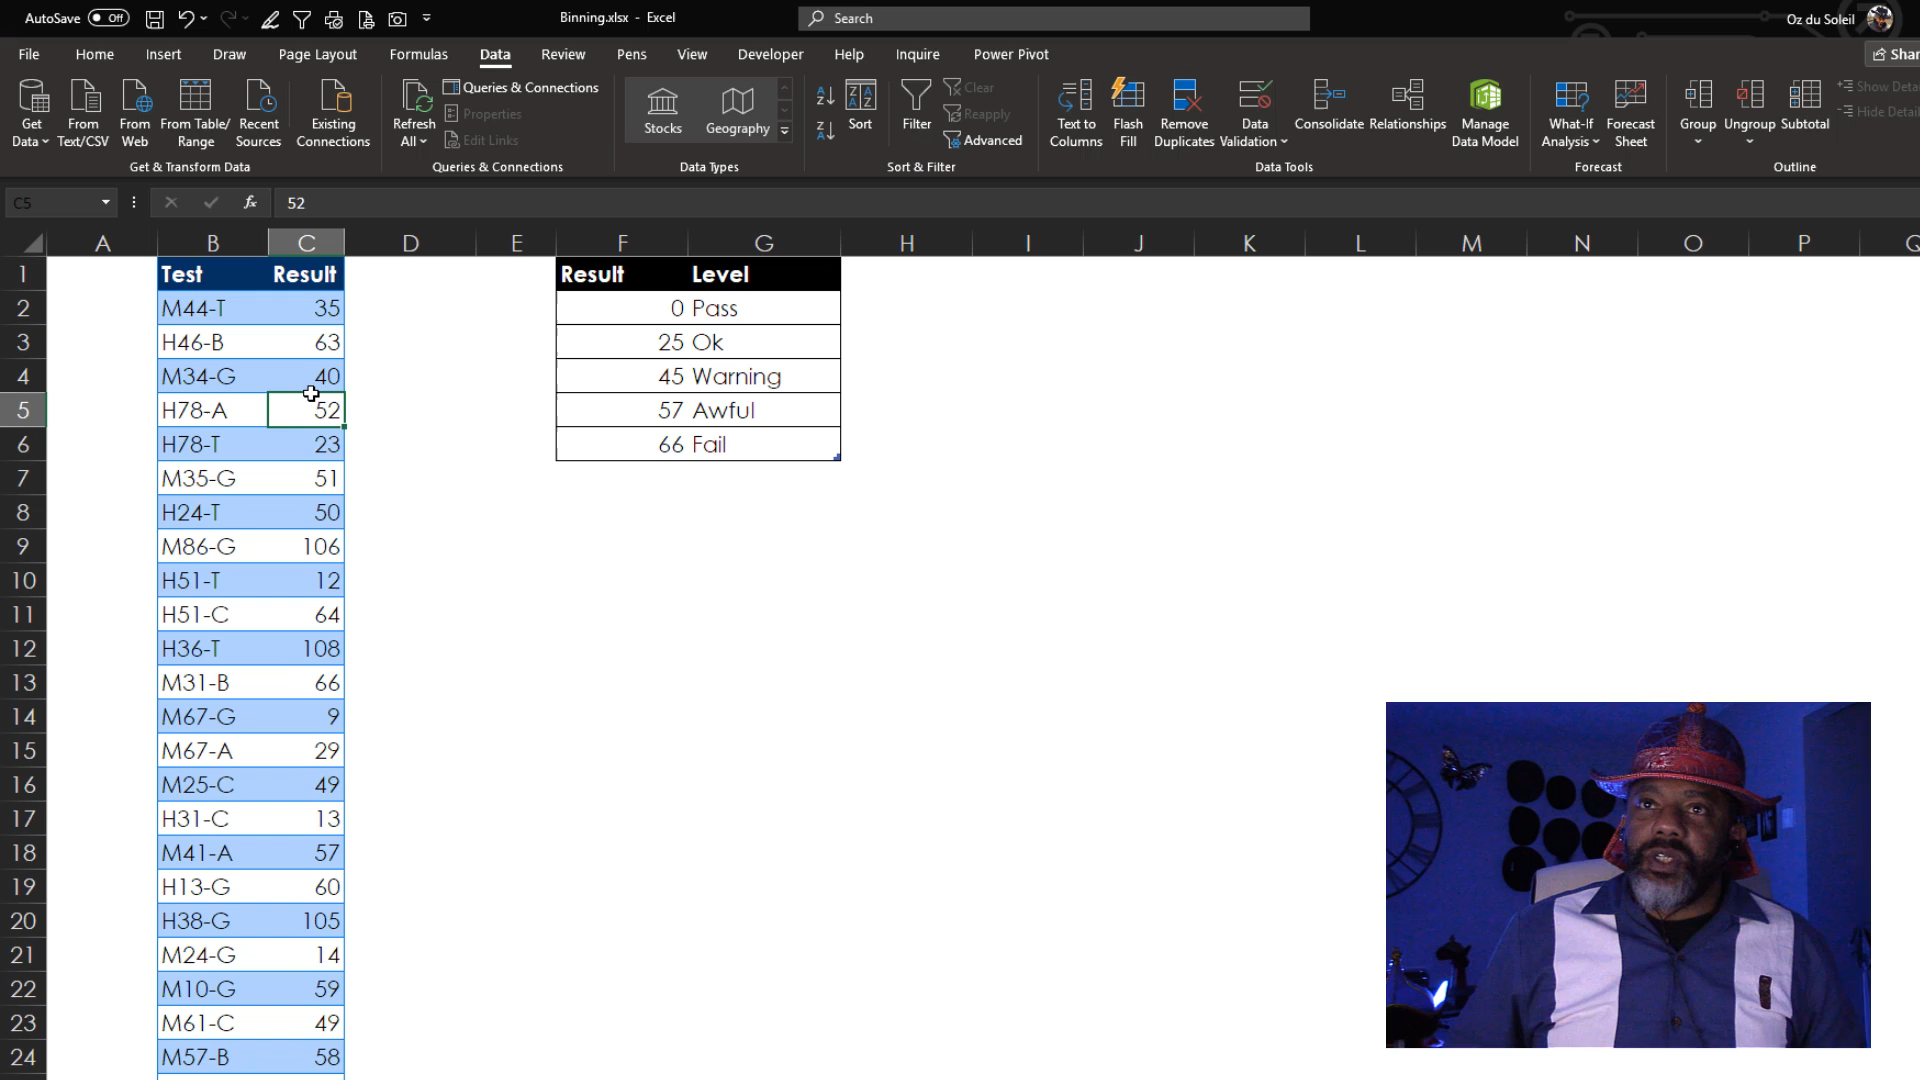 AutoSave Off Binning.xlsx - Excel Search Oz du Soleil
File Home Insert Draw Page Layout Formulas Data Review Pens View Developer Help Inquire Power Pivot Shar
Get Data From Text/CSV From Web From Table/ Range Recent Sources Existing Connections
Get & Transform Data
Refresh All Queries & Connections Properties Edit Links
Queries & Connections
Stocks Geography
Data Types
Sort Filter Clear Reapply Advanced
Sort & Filter
Text to Columns Flash Fill Remove Duplicates Data Validation Consolidate Relationships Manage Data Model
Data Tools
What-If Analysis Forecast Sheet
Forecast
Group Ungroup Subtotal Show Detai Hide Detail
Outline
C5 fx 52
A B C D E F G H I J K L M N O P Q
1 Test Result Result Level
2 M44-T 35 0 Pass
3 H46-B 63 25 Ok
4 M34-G 40 45 Warning
5 H78-A 52 57 Awful
6 H78-T 23 66 Fail
7 M35-G 51
8 H24-T 50
9 M86-G 106
10 H51-T 12
11 H51-C 64
12 H36-T 108
13 M31-B 66
14 M67-G 9
15 M67-A 29
16 M25-C 49
17 H31-C 13
18 M41-A 57
19 H13-G 60
20 H38-G 105
21 M24-G 14
22 M10-G 59
23 M61-C 49
24 M57-B 58